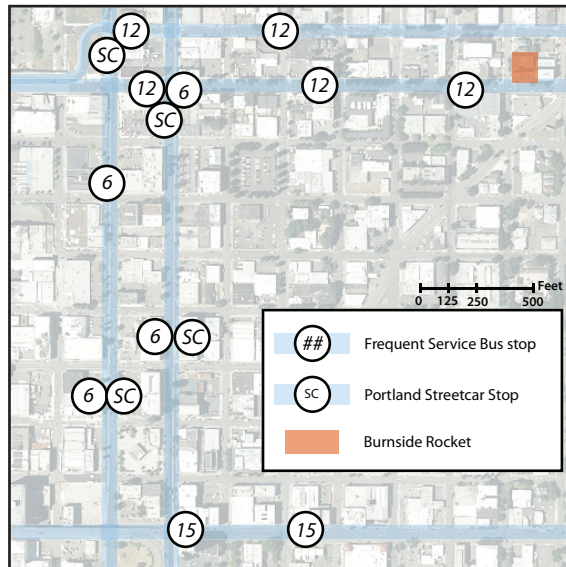 12
12
SC
12
6
12
12
SC
6
Feet
0 125 250 500
6
SC
## Frequent Service Bus stop
SC Portland Streetcar Stop
6
SC
Burnside Rocket
15
15